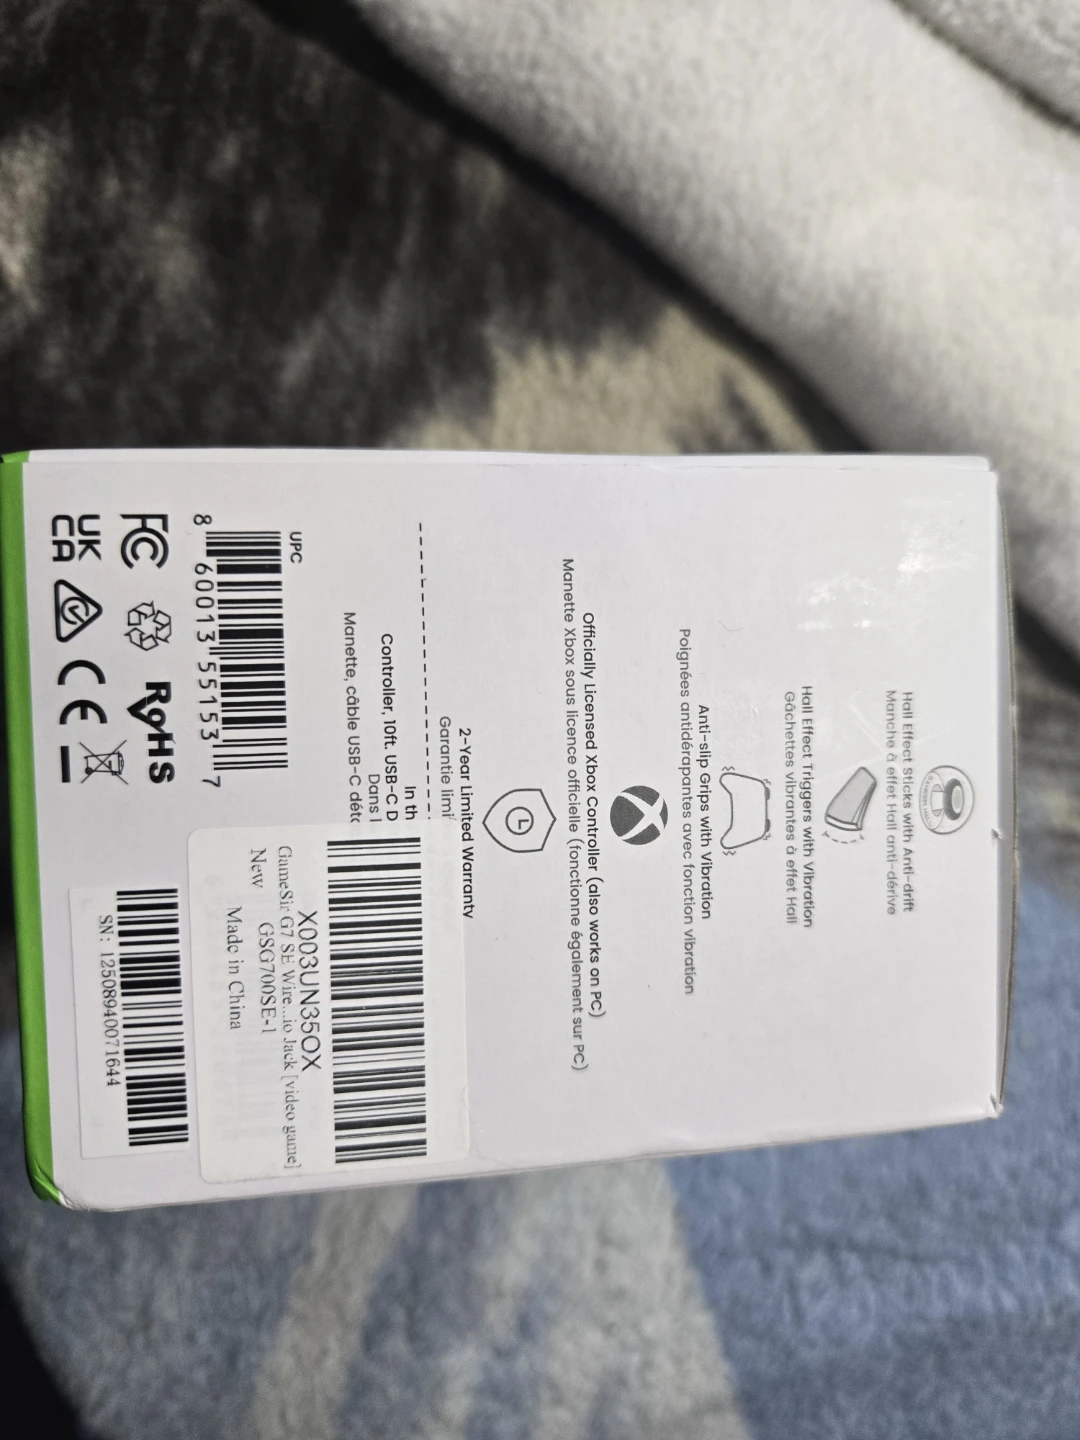 Hall Effect Sticks with Anti-drift
Manche à effet Hall anti-dérive
Hall Effect Triggers with Vibration
Gâchettes vibrantes à effet Hall
Anti-slip Grips with Vibration
Poignées antidérapantes avec fonction vibration
Officially Licensed Xbox Controller (also works on PC)
Manette Xbox sous licence officielle (fonctionne également sur PC)
2-Year Limited Warranty
Garantie limi
In th
Controller, 10ft. USB-C D
Dans l
Manette, câble USB-C déta
UPC
8 60013 55153 7
X003UN35OX
GameSir G7 SE Wire...io Jack [video game]
New GSG700SE-1
Made in China
SN: 12508940071644
FC RoHS
UK
CA CE